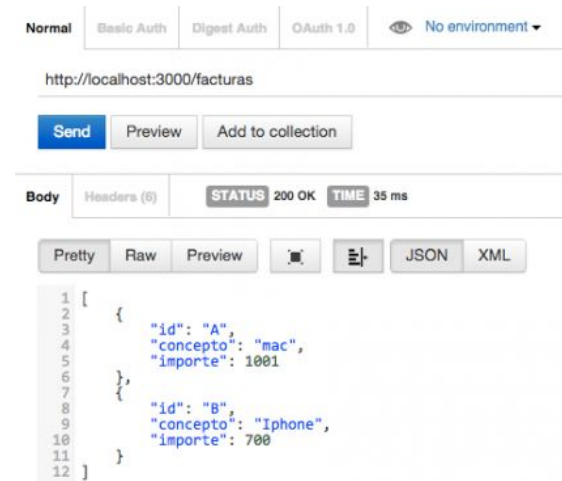 Normal Basic Auth Digest Auth OAuth 1.0 No environment
http://localhost:3000/facturas
Send Preview Add to collection
Body Headers (6) STATUS 200 OK TIME 35 ms
Pretty Raw Preview JSON XML
1 [
2 {
3 "id": "A",
4 "concepto": "mac",
5 "importe": 1001
6 },
7 {
8 "id": "B",
9 "concepto": "Iphone",
10 "importe": 700
11 }
12 ]